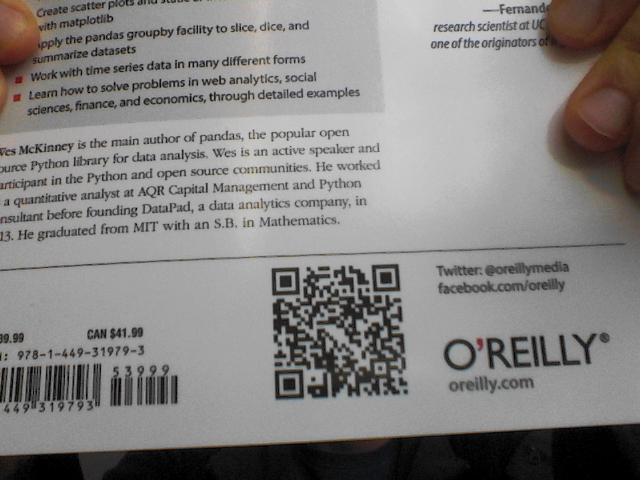 Create scatter plots and static or
with matplotlib
pply the pandas groupby facility to slice, dice, and
summarize datasets
Work with time series data in many different forms
Learn how to solve problems in web analytics, social
sciences, finance, and economics, through detailed examples
—Fernand
research scientist at UC
one of the originators of
Wes McKinney is the main author of pandas, the popular open
ource Python library for data analysis. Wes is an active speaker and
articipant in the Python and open source communities. He worked
a quantitative analyst at AQR Capital Management and Python
nsultant before founding DataPad, a data analytics company, in
13. He graduated from MIT with an S.B. in Mathematics.
Twitter: @oreillymedia
facebook.com/oreilly
39.99 CAN $41.99
: 978-1-449-31979-3
53999
449 319793
O'REILLY®
oreilly.com